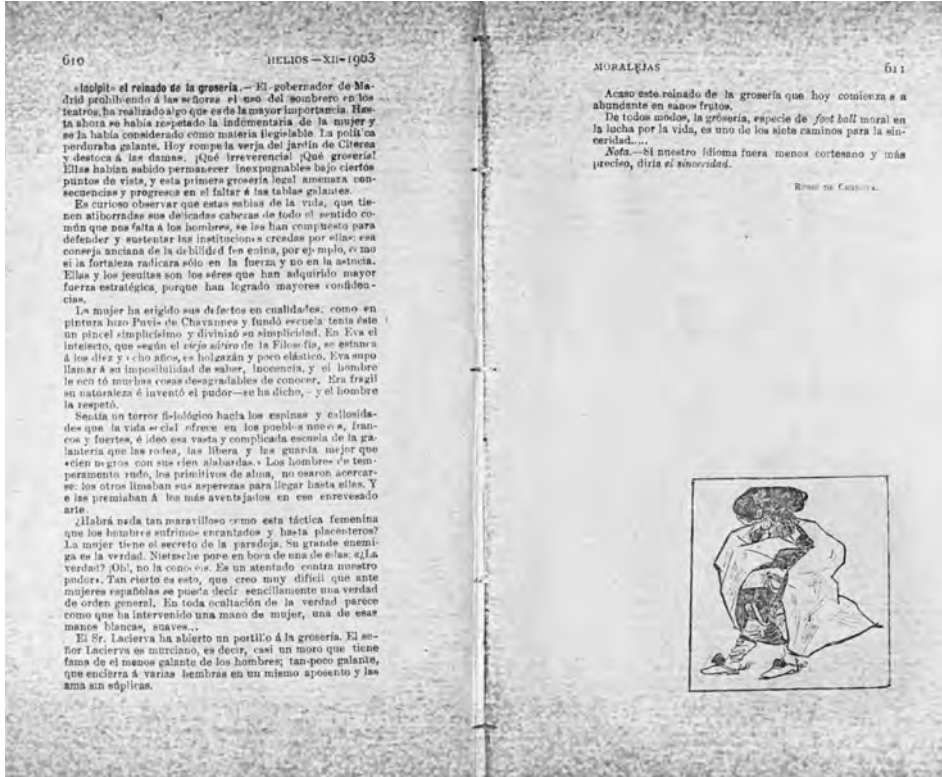 610
HELIOS—XII—1903
«Incipit» el reinado de la grosería.—El gobernador de Ma-
drid prohibiendo á las señoras el uso del sombrero en los
teatros, ha realizado algo que es de la mayor importancia. Has-
ta ahora se había respetado la indumentaria de la mujer y
se la había considerado como materia ilegislable. La política
perduraba galante. Hoy rompe la verja del jardín de Citerea
y destoca á las damas. ¡Qué irreverencia! ¡Qué grosería!
Ellas habían sabido permanecer inexpugnables bajo ciertos
puntos de vista, y esta primera grosería legal amenaza con-
secuencias y progresos en el faltar á las tablas galantes.
Es curioso observar que estas sabias de la vida, que tie-
nen atiborradas sus delicadas cabezas de todo el sentido co-
mún que nos falta á los hombres, se las han compuesto para
defender y sustentar las instituciones creadas por ellas: esa
conseja anciana de la debilidad femenina, por ejemplo, como
si la fortaleza radicara sólo en la fuerza y no en la astucia.
Ellas y los jesuitas son los séres que han adquirido mayor
fuerza estratégica, porque han logrado mayores confiden-
cias.
La mujer ha erigido sus defectos en cualidades, como en
pintura hizo Puvis de Chavannes y fundó escuela: tenía éste
un pincel simplicísimo y divinizó su simplicidad. En Eva el
intelecto, que según el viejo sátiro de la Filosofía, se estanca
á los diez y ocho años, es holgazán y poco elástico. Eva supo
llamar á su imposibilidad de saber, inocencia, y el hombre
le ocultó muchas cosas desagradables de conocer. Era frágil
su naturaleza é inventó el pudor—se ha dicho,—y el hombre
la respetó.
Sentía un terror fisiológico hacia los espinas y callosida-
des que la vida social ofrece en los pueblos nuevos, fran-
cos y fuertes, é ideó esa vasta y complicada escuela de la ga-
lantería que las rodea, las libera y las guarda mejor que
«cien negros con sus cien alabardas.» Los hombres de tem-
peramento rudo, los primitivos de alma, no osaron acercar-
se: los otros limaban sus asperezas para llegar hasta ellas. Y
e las premiaban á los más aventajados en ese enrevesado
arte.
¿Habrá nada tan maravilloso como esta táctica femenina
que los hombres sufrimos encantados y hasta placenteros?
La mujer tiene el secreto de la paradoja. Su grande enemi-
ga es la verdad. Nietzsche pone en boca de una de ellas: «¿La
verdad? ¡Oh!, no la conoceis. Es un atentado contra nuestro
pudor». Tan cierto es esto, que creo muy difícil que ante
mujeres españolas se pueda decir sencillamente una verdad
de orden general. En toda ocultación de la verdad parece
como que ha intervenido una mano de mujer, una de esas
manos blancas, suaves...
El Sr. Lacierva ha abierto un portillo á la grosería. El se-
ñor Lacierva es murciano, es decir, casi un moro que tiene
fama de el menos galante de los hombres; tan poco galante,
que encierra á varias hembras en un mismo aposento y las
ama sin súplicas.
MORALEJAS
611
Acaso este reinado de la grosería que hoy comienza sea
abundante en sanos frutos.
De todos modos, la grosería, especie de foot ball moral en
la lucha por la vida, es uno de los siete caminos para la sin-
ceridad.....
Nota.—Si nuestro idioma fuera menos cortesano y más
preciso, diría el sinceridad.